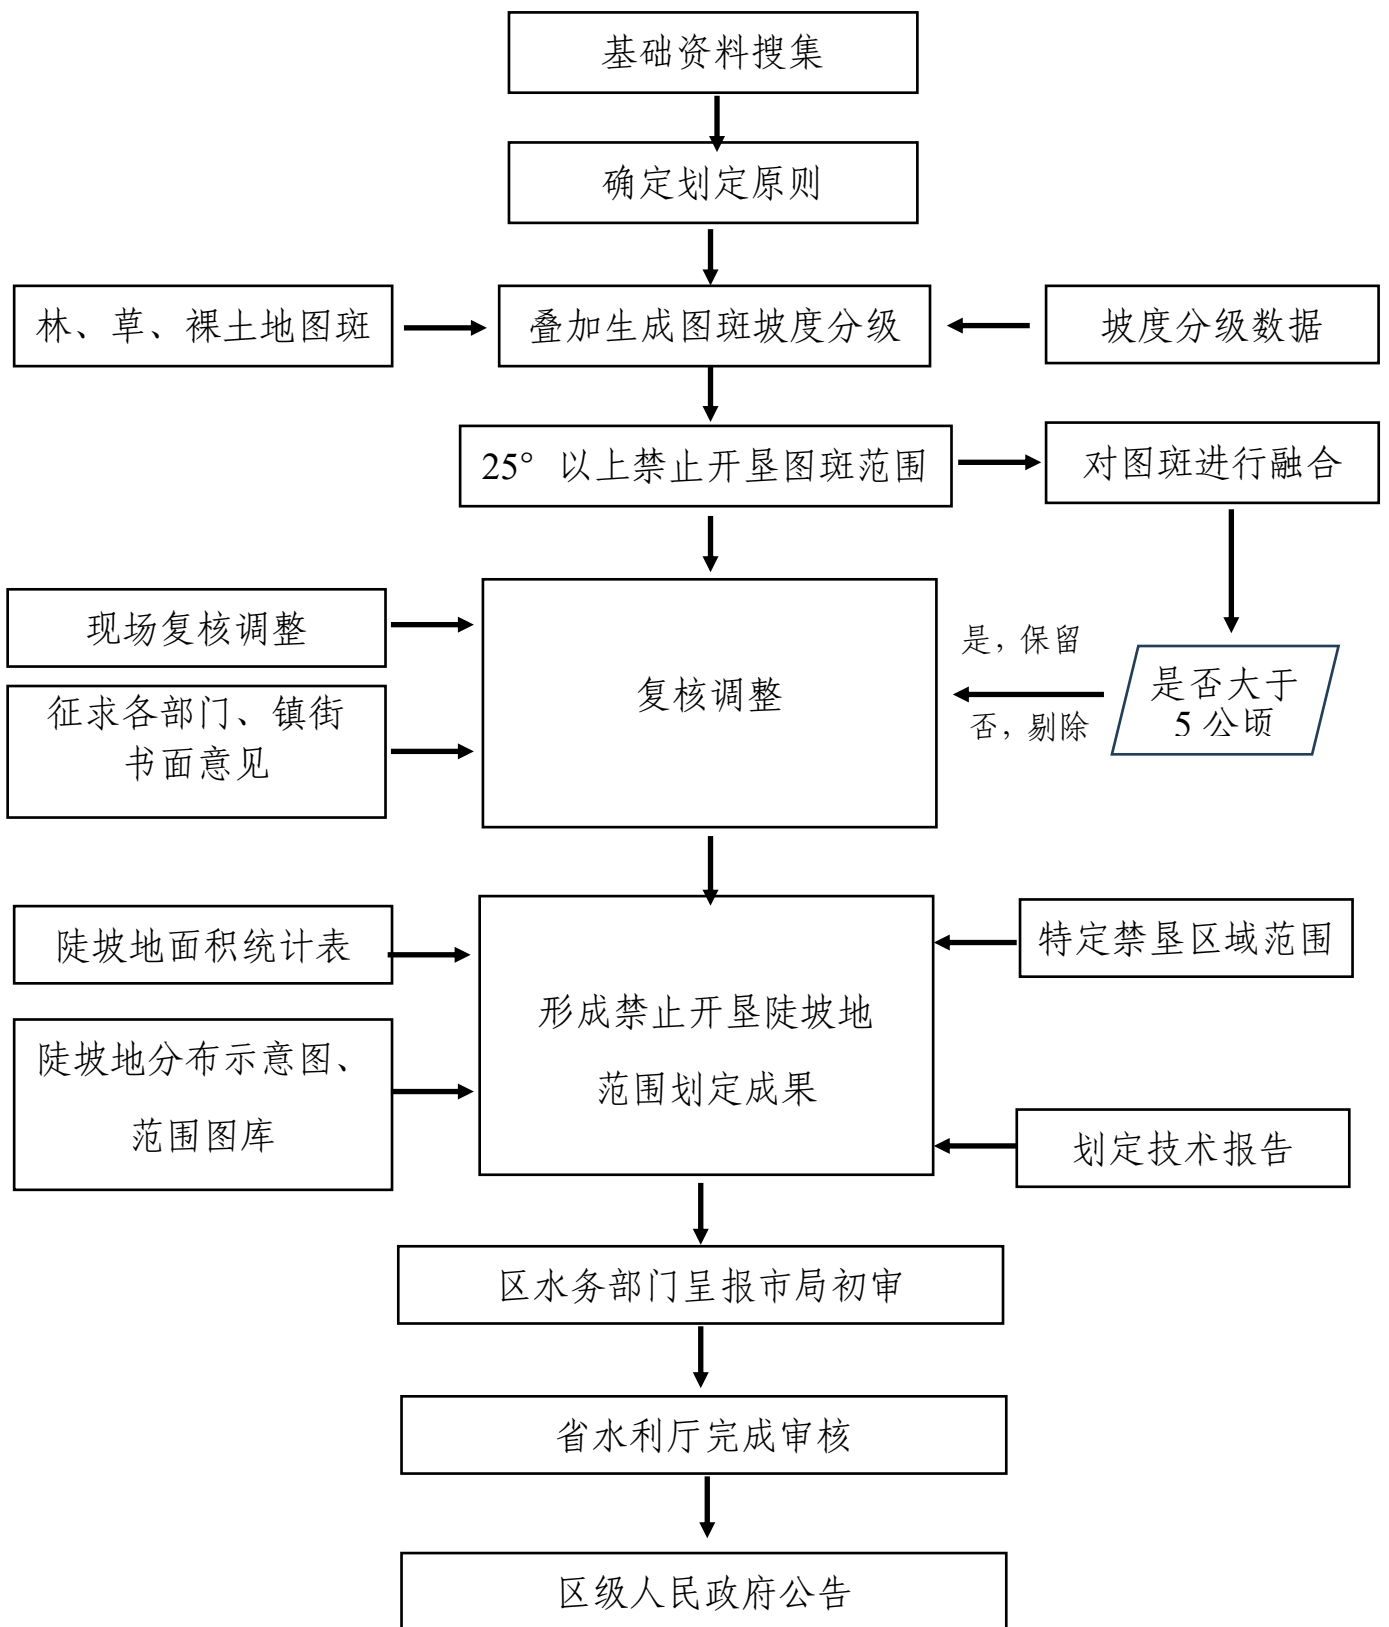 基础资料搜集
确定划定原则
林、草、裸土地图斑
叠加生成图斑坡度分级
坡度分级数据
25° 以上禁止开垦图斑范围
对图斑进行融合
现场复核调整
征求各部门、镇街
书面意见
复核调整
是，保留
否，剔除
是否大于
5 公顷
陡坡地面积统计表
特定禁垦区域范围
陡坡地分布示意图、
范围图库
形成禁止开垦陡坡地
范围划定成果
划定技术报告
区水务部门呈报市局初审
省水利厅完成审核
区级人民政府公告